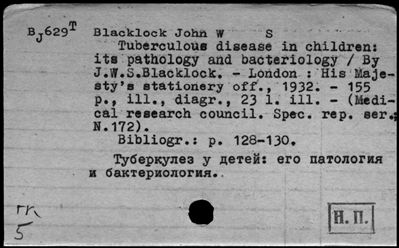 BJ629T Blacklock John W S
Tuberculous disease in children:
its pathology and bacteriology / By
J.W.S.Blacklock. - London : His Maje-
sty's stationery off., 1932. - 155
p., ill., diagr., 23 l. ill. - (Medi-
cal research council. Spec. rep. ser.;
N.172).
Bibliogr.: p. 128-130.
Туберкулез у детей: его патология
и бактериология.
гк
5
Н.П.